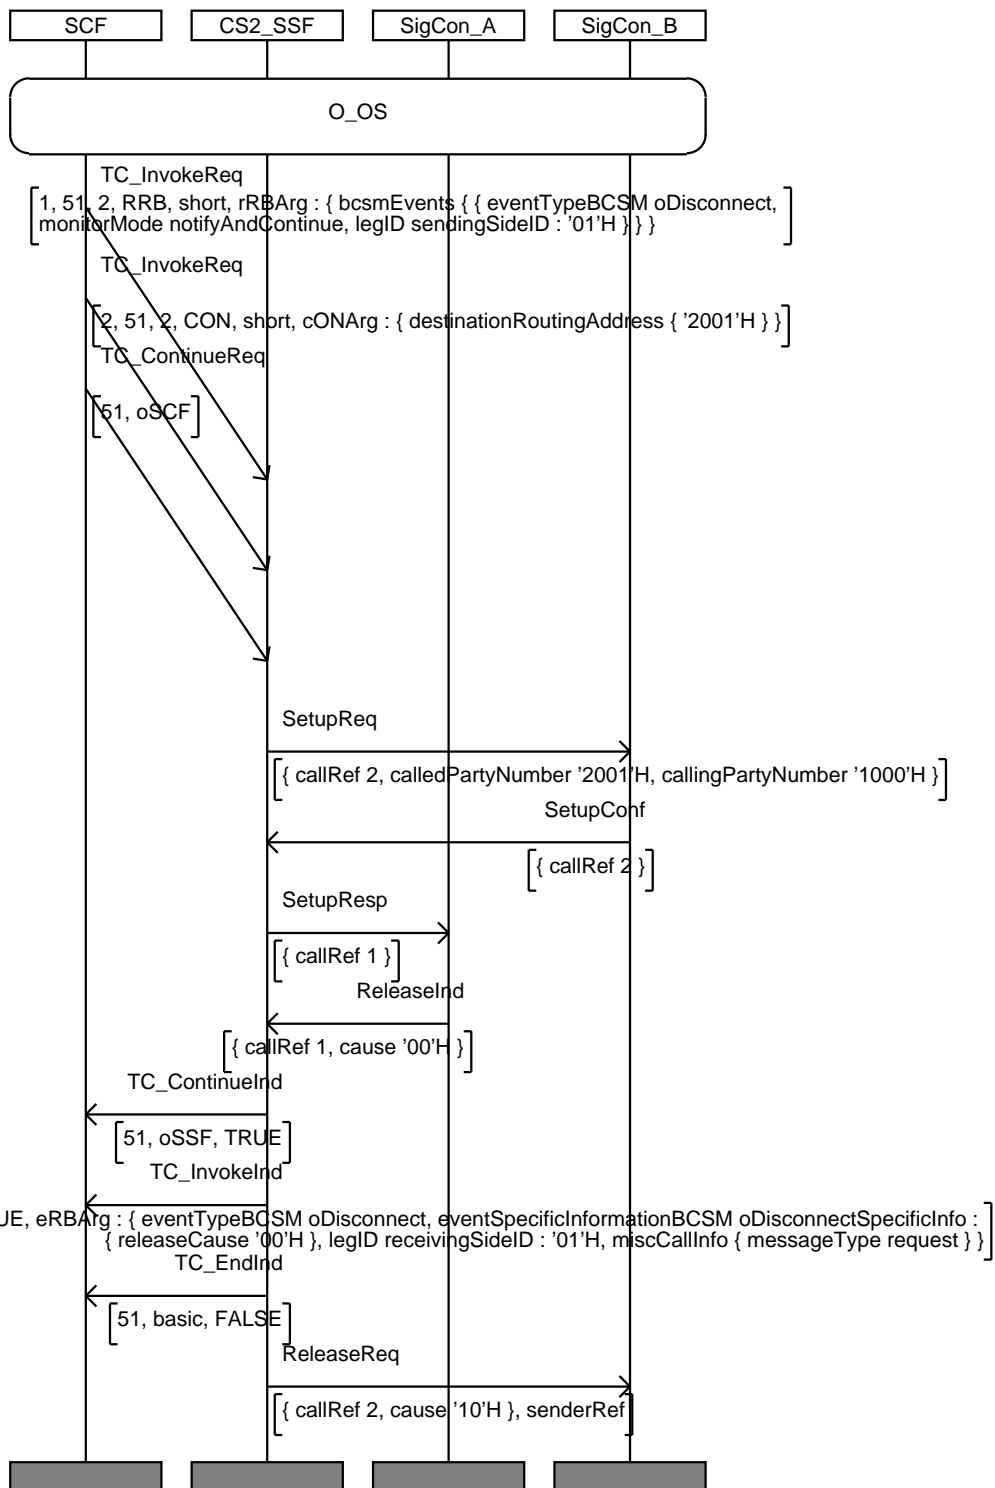 SCF CS2_SSF SigCon_A SigCon_B
O_OS
TC_InvokeReq
1, 51, 2, RRB, short, rRBArg : { bcsmEvents { { eventTypeBCSM oDisconnect,
monitorMode notifyAndContinue, legID sendingSideID : '01'H } } }
TC_InvokeReq
2, 51, 2, CON, short, cONArg : { destinationRoutingAddress { '2001'H } }
TC_ContinueReq
51, oSCF
SetupReq
{ callRef 2, calledPartyNumber '2001'H, callingPartyNumber '1000'H }
SetupConf
{ callRef 2 }
SetupResp
{ callRef 1 }
ReleaseInd
{ callRef 1, cause '00'H }
TC_ContinueInd
51, oSSF, TRUE
TC_InvokeInd
UE, eRBArg : { eventTypeBCSM oDisconnect, eventSpecificInformationBCSM oDisconnectSpecificInfo :
{ releaseCause '00'H }, legID receivingSideID : '01'H, miscCallInfo { messageType request } }
TC_EndInd
51, basic, FALSE
ReleaseReq
{ callRef 2, cause '10'H }, senderRef